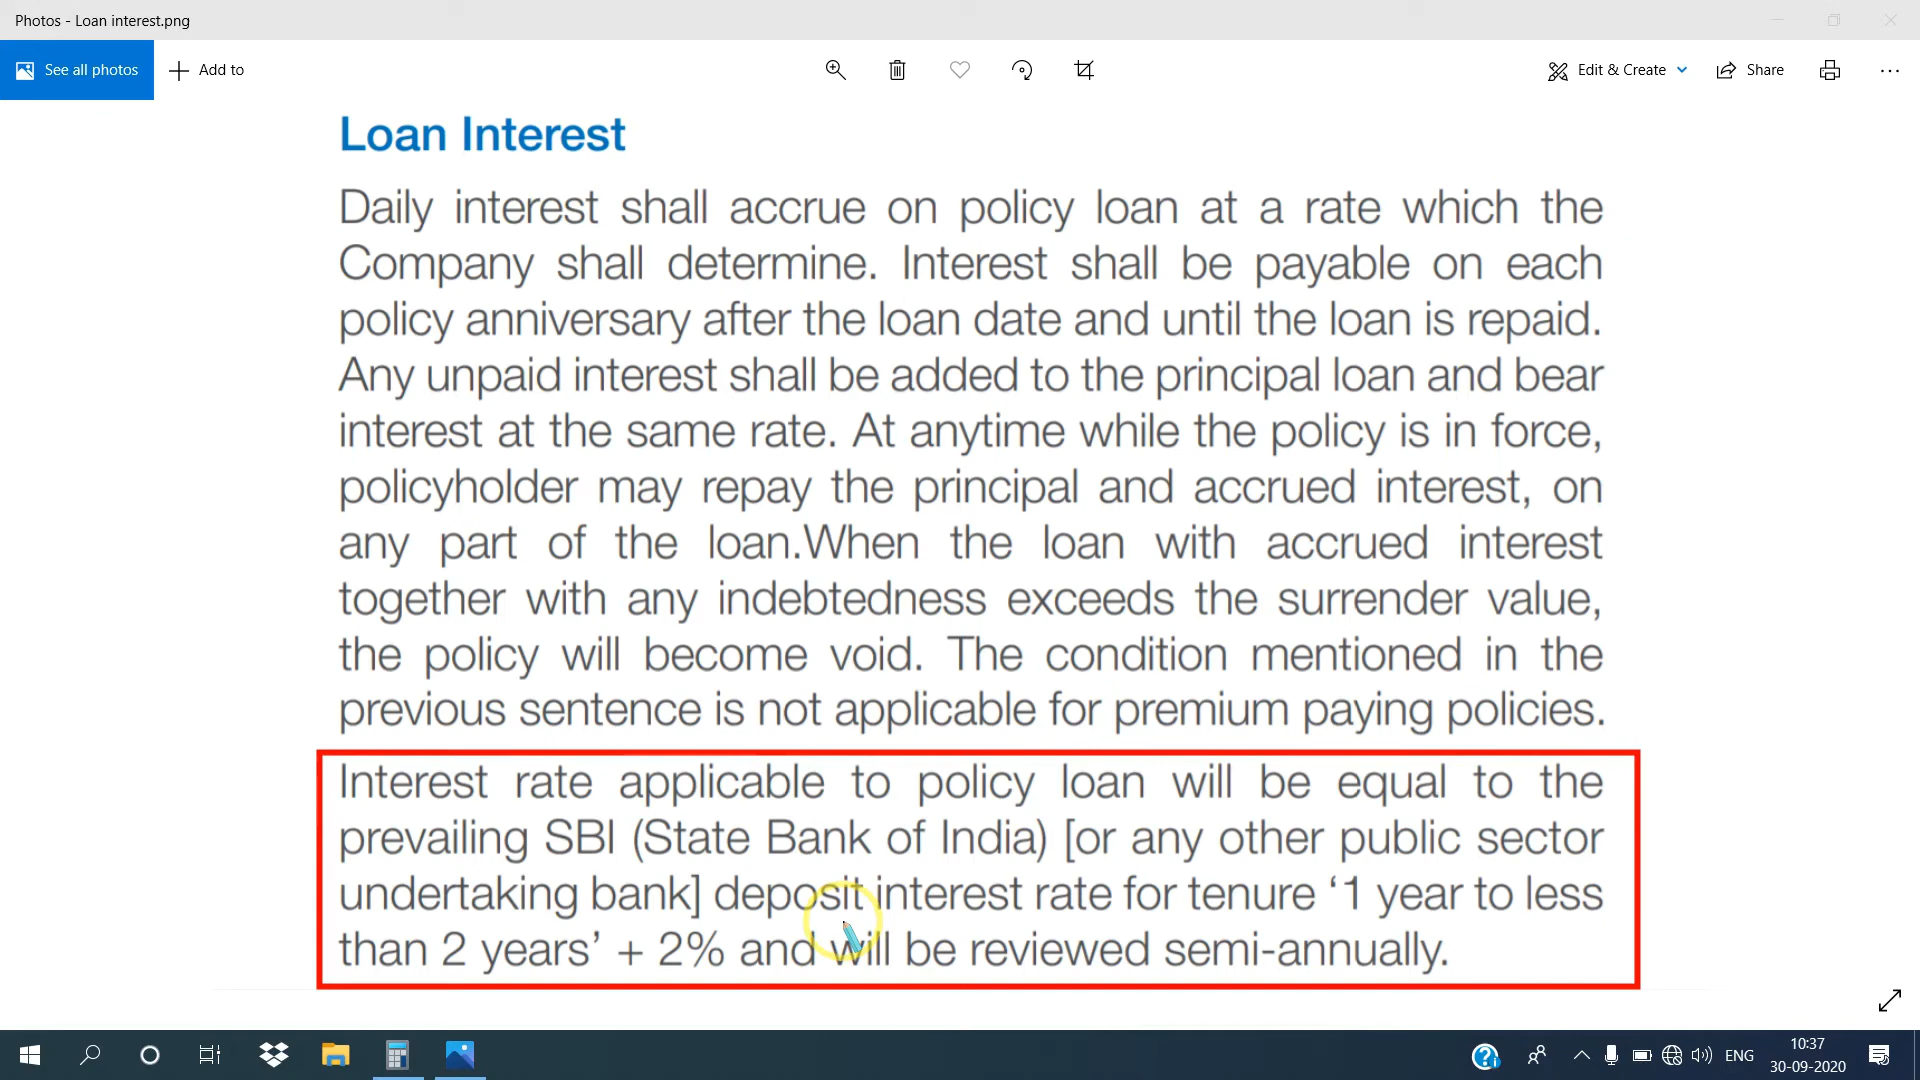 Photos - Loan interest.png
See all photos
Add to
Edit & Create
Share
Loan Interest
Daily interest shall accrue on policy loan at a rate which the
Company shall determine. Interest shall be payable on each
policy anniversary after the loan date and until the loan is repaid.
Any unpaid interest shall be added to the principal loan and bear
interest at the same rate. At anytime while the policy is in force,
policyholder may repay the principal and accrued interest, on
any part of the loan.When the loan with accrued interest
together with any indebtedness exceeds the surrender value,
the policy will become void. The condition mentioned in the
previous sentence is not applicable for premium paying policies.
Interest rate applicable to policy loan will be equal to the
prevailing SBI (State Bank of India) [or any other public sector
undertaking bank] deposit interest rate for tenure ‘1 year to less
than 2 years’ + 2% and will be reviewed semi-annually.
ENG
10:37
30-09-2020